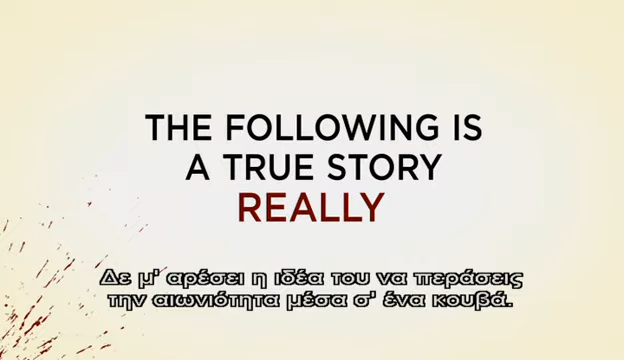 THE FOLLOWING IS
A TRUE STORY
REALLY
Δε μ' αρέσει η ιδέα του να περάσεις
την αιωνιότητα μέσα σ' ένα κουβά.